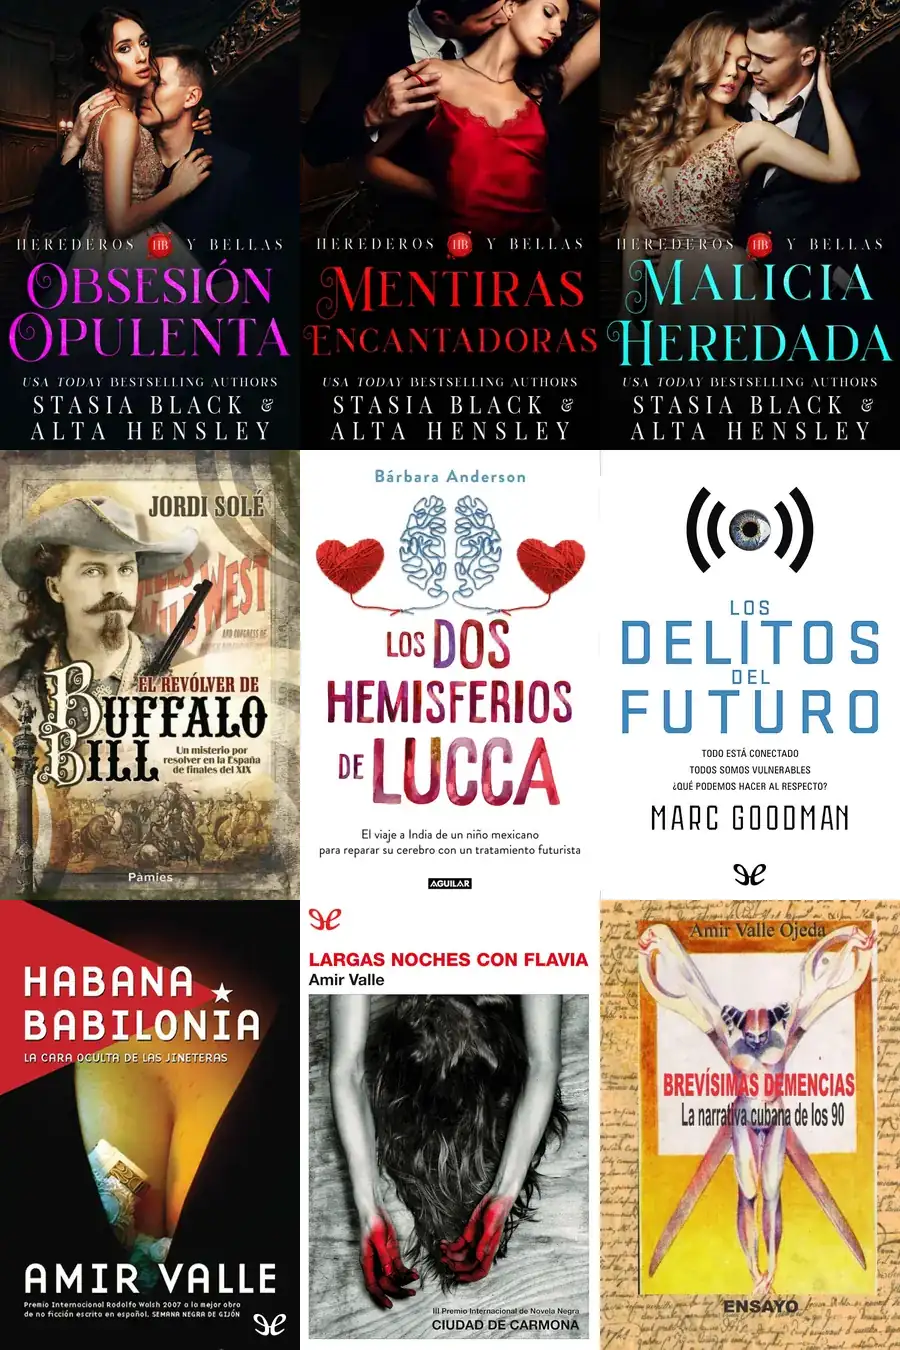 HEREDEROS HB Y BELLAS
OBSESIÓN
OPULENTA
USA TODAY BESTSELLING AUTHORS
STASIA BLACK &
ALTA HENSLEY
HEREDEROS HB Y BELLAS
MENTIRAS
ENCANTADORAS
USA TODAY BESTSELLING AUTHORS
STASIA BLACK &
ALTA HENSLEY
HEREDEROS HB Y BELLAS
MALICIA
HEREDADA
USA TODAY BESTSELLING AUTHORS
STASIA BLACK &
ALTA HENSLEY
JORDI SOLÉ
WILD WEST
AND CONGRESS OF
EL REVÓLVER DE
BUFFALO
BILL
Un misterio por
resolver en la España
de finales del XIX
Pàmies
Bárbara Anderson
LOS DOS
HEMISFERIOS
DE LUCCA
El viaje a India de un niño mexicano
para reparar su cerebro con un tratamiento futurista
AGUILAR
LOS
DELITOS
DEL
FUTURO
TODO ESTÁ CONECTADO
TODOS SOMOS VULNERABLES
¿QUÉ PODEMOS HACER AL RESPECTO?
MARC GOODMAN
HABANA
BABILONIA
LA CARA OCULTA DE LAS JINETERAS
AMIR VALLE
Premio Internacional Rodolfo Walsh 2007 a la mejor obra
de no ficción escrita en español. SEMANA NEGRA DE GIJÓN
LARGAS NOCHES CON FLAVIA
Amir Valle
III Premio Internacional de Novela Negra
CIUDAD DE CARMONA
Amir Valle Ojeda
BREVÍSIMAS DEMENCIAS
La narrativa cubana de los 90
ENSAYO